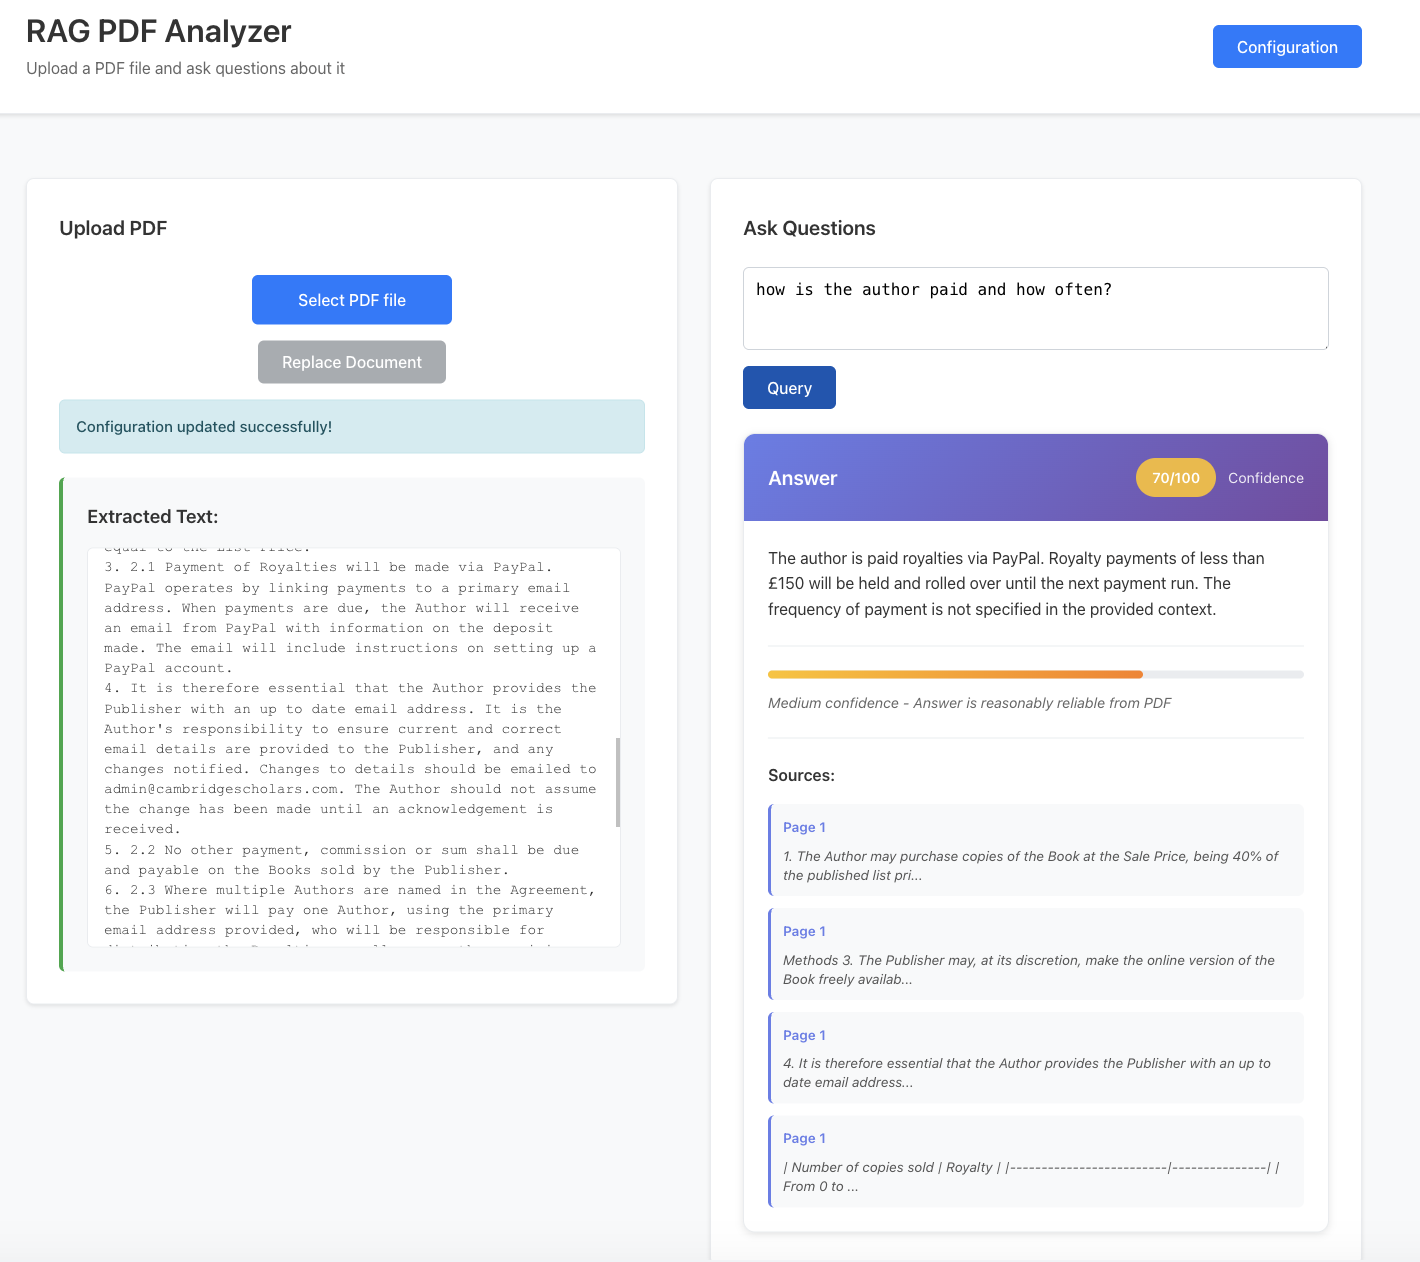 RAG PDF Analyzer
Upload a PDF file and ask questions about it
Configuration
Upload PDF
Select PDF file
Replace Document
Configuration updated successfully!
Extracted Text:
equal to the List Price.
3. 2.1 Payment of Royalties will be made via PayPal.
PayPal operates by linking payments to a primary email
address. When payments are due, the Author will receive
an email from PayPal with information on the deposit
made. The email will include instructions on setting up a
PayPal account.
4. It is therefore essential that the Author provides the
Publisher with an up to date email address. It is the
Author's responsibility to ensure current and correct
email details are provided to the Publisher, and any
changes notified. Changes to details should be emailed to
admin@cambridgescholars.com. The Author should not assume
the change has been made until an acknowledgement is
received.
5. 2.2 No other payment, commission or sum shall be due
and payable on the Books sold by the Publisher.
6. 2.3 Where multiple Authors are named in the Agreement,
the Publisher will pay one Author, using the primary
email address provided, who will be responsible for
Ask Questions
how is the author paid and how often?
Query
Answer
70/100 Confidence
The author is paid royalties via PayPal. Royalty payments of less than
£150 will be held and rolled over until the next payment run. The
frequency of payment is not specified in the provided context.
Medium confidence - Answer is reasonably reliable from PDF
Sources:
Page 1
1. The Author may purchase copies of the Book at the Sale Price, being 40% of
the published list pri...
Page 1
Methods 3. The Publisher may, at its discretion, make the online version of the
Book freely availab...
Page 1
4. It is therefore essential that the Author provides the Publisher with an up to
date email address...
Page 1
| Number of copies sold | Royalty | |-------------------------|---------------| |
From 0 to ...